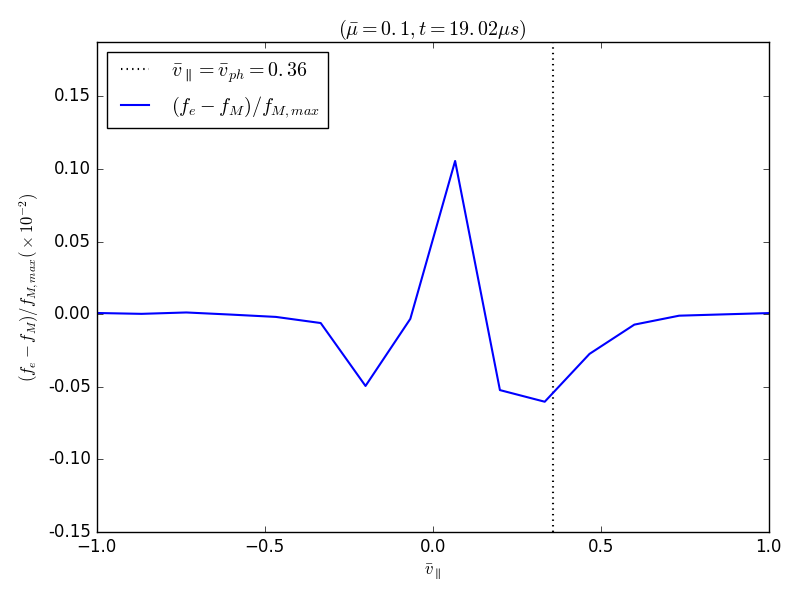 (μ̄ = 0.1, t = 19.02μs)
v̄∥ = v̄ph = 0.36
(fe − fM)/fM,max
(fe − fM)/fM,max(×10⁻²)
0.15
0.10
0.05
0.00
-0.05
-0.10
-0.15
−1.0 −0.5 0.0 0.5 1.0
v̄∥